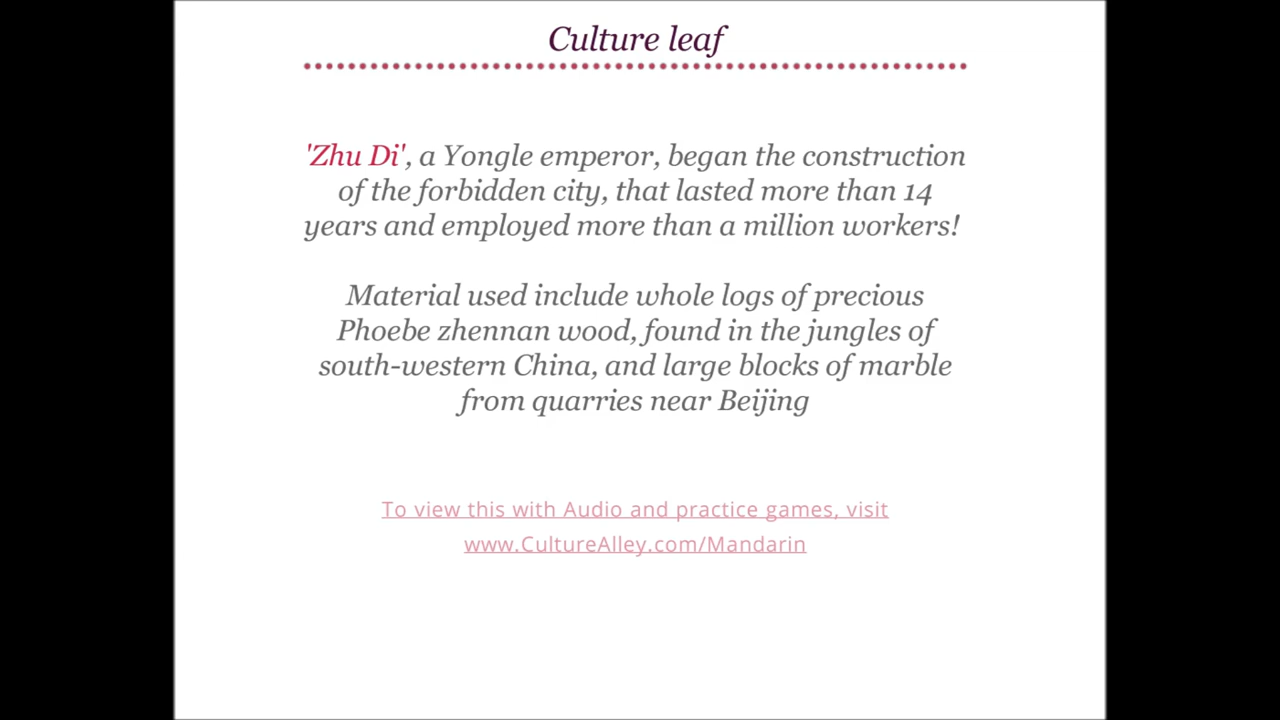 Culture leaf
'Zhu Di', a Yongle emperor, began the construction
of the forbidden city, that lasted more than 14
years and employed more than a million workers!
Material used include whole logs of precious
Phoebe zhennan wood, found in the jungles of
south-western China, and large blocks of marble
from quarries near Beijing
To view this with Audio and practice games, visit
www.CultureAlley.com/Mandarin